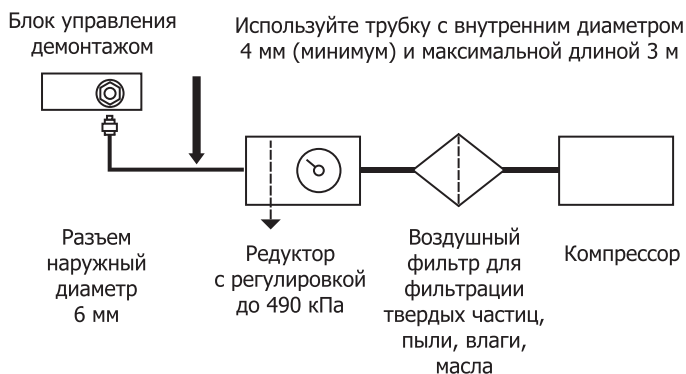 Блок управления
демонтажом
Используйте трубку с внутренним диаметром
4 мм (минимум) и максимальной длиной 3 м
Разъем
наружный
диаметр
6 мм
Редуктор
с регулировкой
до 490 кПа
Воздушный
фильтр для
фильтрации
твердых частиц,
пыли, влаги,
масла
Компрессор